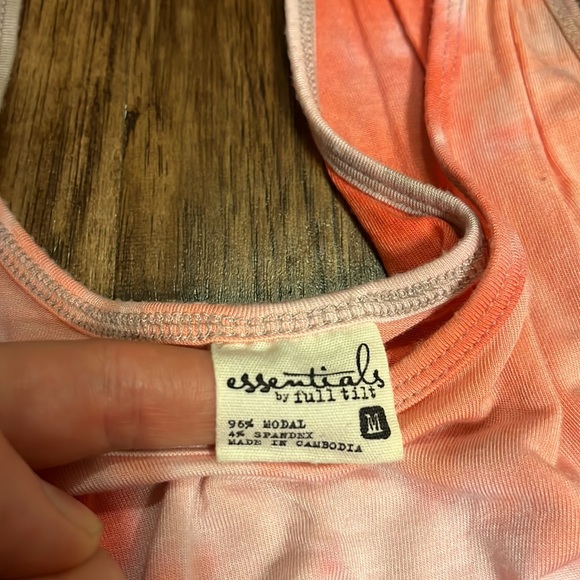 essentials
by full tilt
96% MODAL
4% SPANDEX
MADE IN CAMBODIA
M